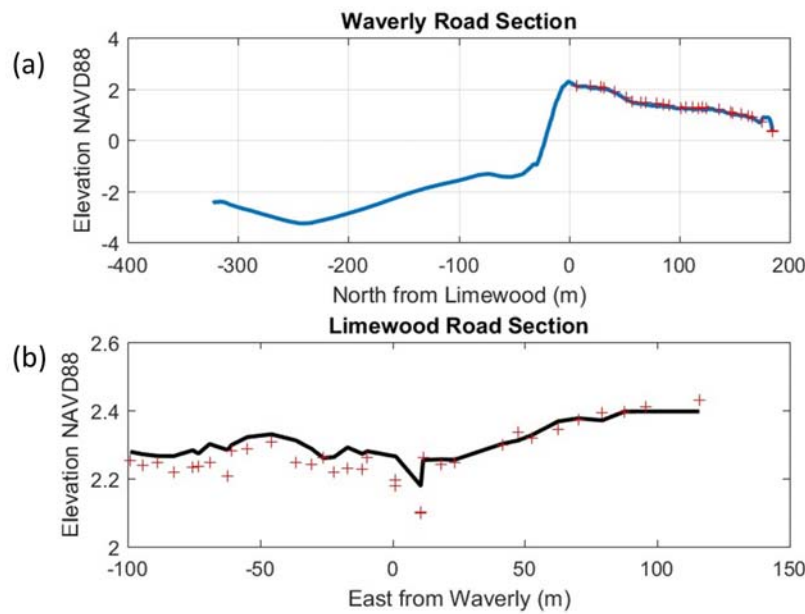 Waverly Road Section
(a)
Elevation NAVD88
4
2
0
-2
-4
-400 -300 -200 -100 0 100 200
North from Limewood (m)
Limewood Road Section
(b)
Elevation NAVD88
2.6
2.4
2.2
2
-100 -50 0 50 100 150
East from Waverly (m)